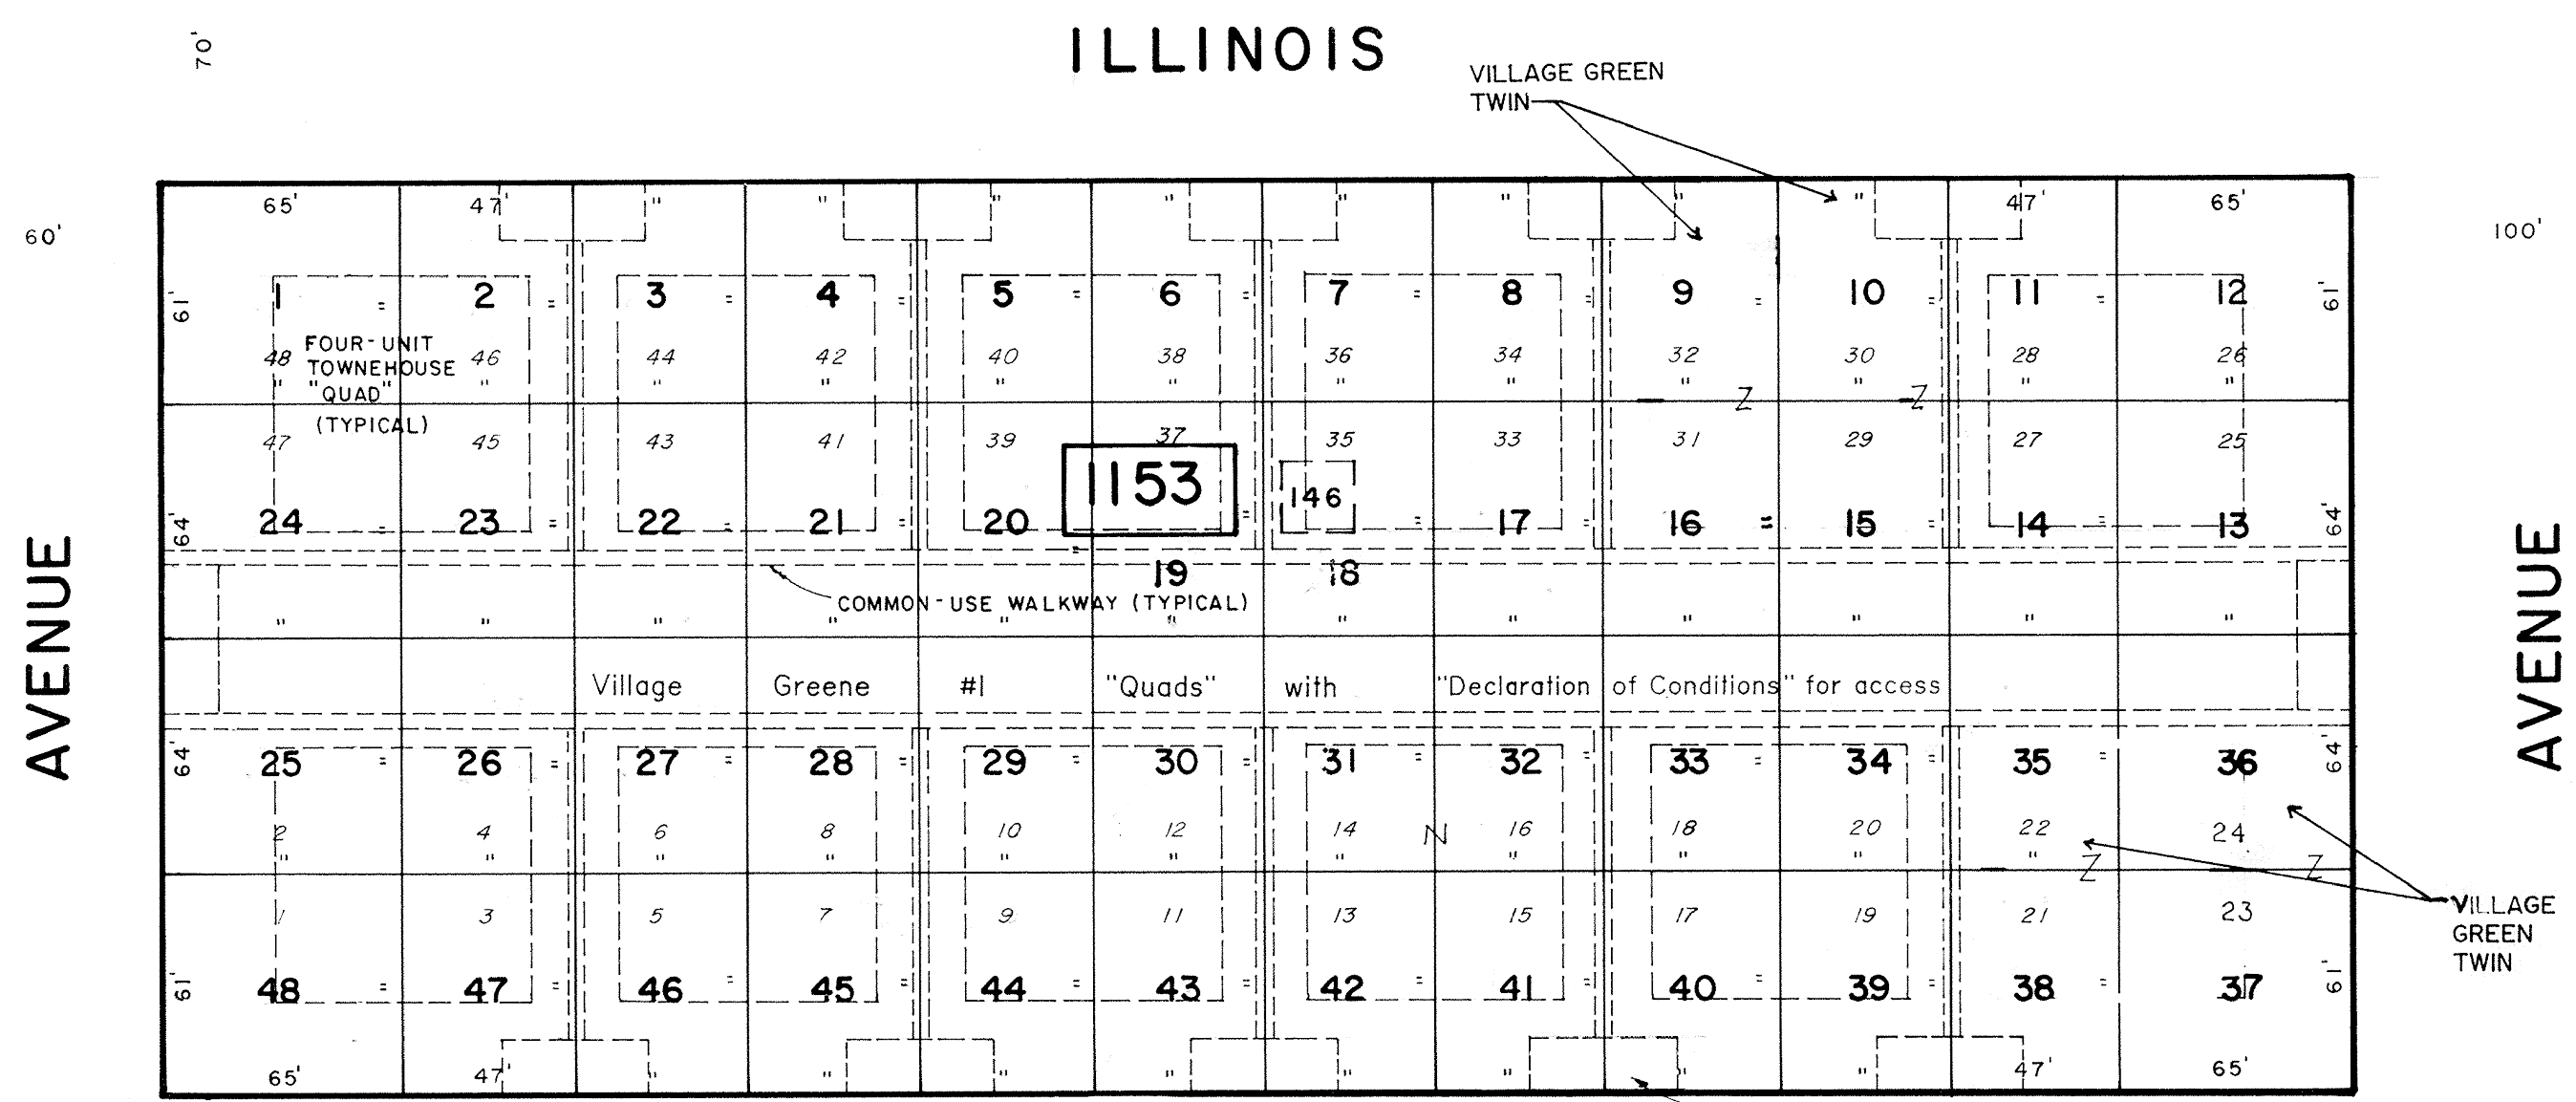 70'
ILLINOIS
VILLAGE GREEN
TWIN
65' 47' " " " " " " " " 47' 65'
60' 100'
61' 1 = 2 = 3 = 4 = 5 = 6 = 7 = 8 = 9 = 10 = 11 = 12 61'
FOUR-UNIT
TOWNEHOUSE
"QUAD"
(TYPICAL)
48 46 44 42 40 38 36 34 32 30 28 26
" " " " " " " " " " " "
Z Z
47 45 43 41 39 37 35 33 31 29 27 25
1153
146
64' 24 = 23 = 22 = 21 = 20 = = = 17 = 16 = 15 = 14 = 13 64'
19 18
AVENUE
AVENUE
COMMON-USE WALKWAY (TYPICAL)
" " " " " " " " " " " "
Village Greene #1 "Quads" with "Declaration of Conditions" for access
64' 25 = 26 = 27 = 28 = 29 = 30 = 31 = 32 = 33 = 34 = 35 = 36 64'
2 4 6 8 10 12 14 N 16 18 20 22 24
" " " " " " " " " " "
Z Z
1 3 5 7 9 11 13 15 17 19 21 23
VILLAGE
GREEN
TWIN
61' 48 = 47 = 46 = 45 = 44 = 43 = 42 = 41 = 40 = 39 = 38 = 37 61'
65' 47' " " " " " " " " 47' 65'